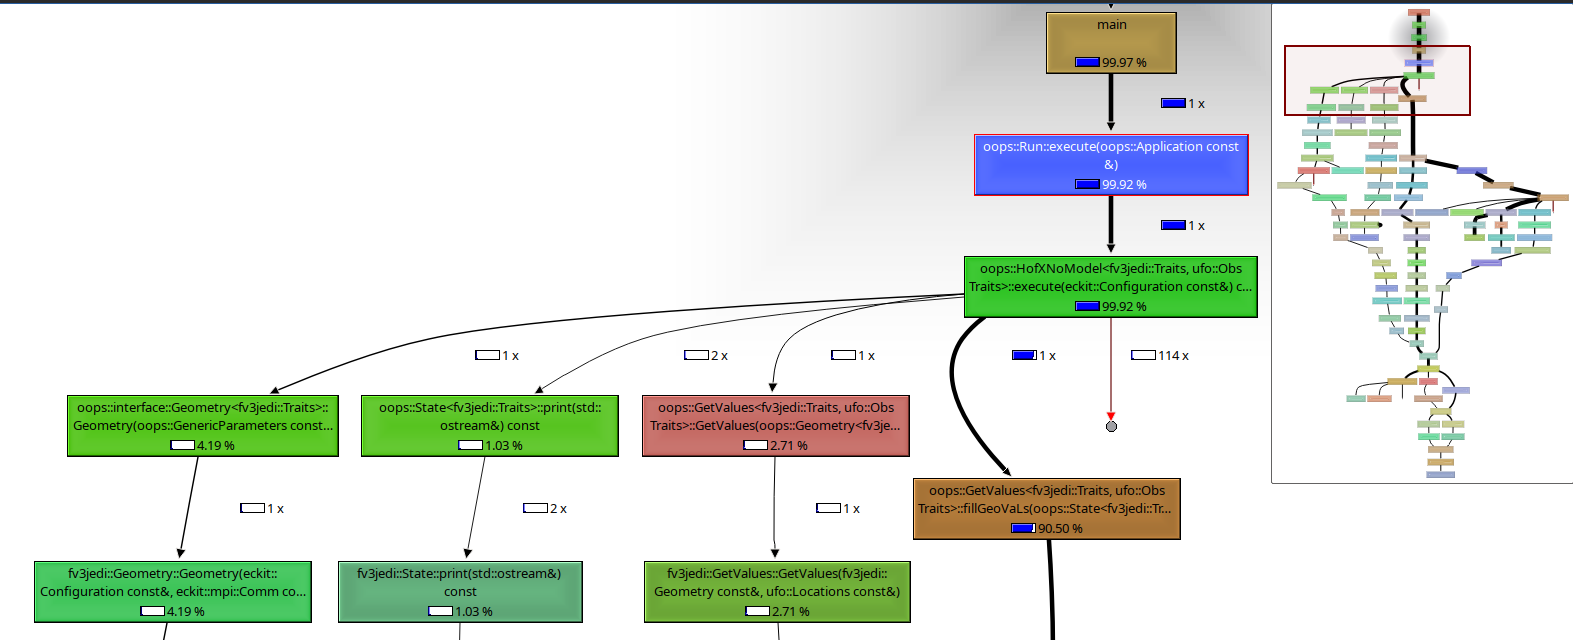 main
99.97 %
1 x
oops::Run::execute(oops::Application const
&)
99.92 %
1 x
oops::HofXNoModel<fv3jedi::Traits, ufo::Obs
Traits>::execute(eckit::Configuration const&) c...
99.92 %
1 x
2 x
1 x
1 x
114 x
oops::interface::Geometry<fv3jedi::Traits>::
Geometry(oops::GenericParameters const...
4.19 %
oops::State<fv3jedi::Traits>::print(std::
ostream&) const
1.03 %
oops::GetValues<fv3jedi::Traits, ufo::Obs
Traits>::GetValues(oops::Geometry<fv3je...
2.71 %
oops::GetValues<fv3jedi::Traits, ufo::Obs
Traits>::fillGeoVaLs(oops::State<fv3jedi::Tr...
90.50 %
1 x
2 x
1 x
fv3jedi::Geometry::Geometry(eckit::
Configuration const&, eckit::mpi::Comm co...
4.19 %
fv3jedi::State::print(std::ostream&)
const
1.03 %
fv3jedi::GetValues::GetValues(fv3jedi::
Geometry const&, ufo::Locations const&)
2.71 %